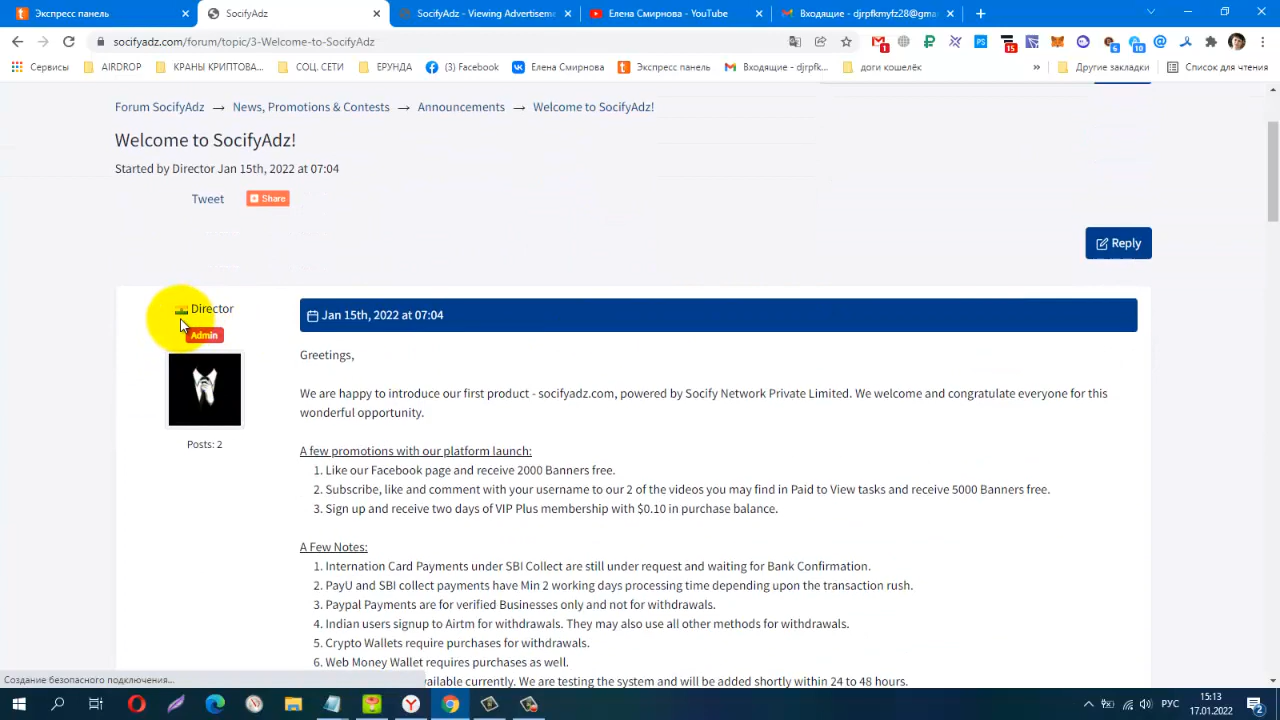 Экспресс панель
SocifyAdz
SocifyAdz - Viewing Advertiseme
Елена Смирнова - YouTube
Входящие - djrpfkmyfz28@gma
socifyadz.com/forum/topic/3-Welcome-to-SocifyAdz
Сервисы
AIRDROP
КРАНЫ КРИПТОВА...
СОЦ. СЕТИ
ЕРУНДА
(3) Facebook
Елена Смирнова
Экспресс панель
Входящие - djrpfk...
доги кошелёк
»
Другие закладки
Список для чтения
Forum SocifyAdz → News, Promotions & Contests → Announcements → Welcome to SocifyAdz!
Welcome to SocifyAdz!
Started by Director Jan 15th, 2022 at 07:04
Tweet
Share
Reply
Director
Admin
Posts: 2
Jan 15th, 2022 at 07:04
Greetings,
We are happy to introduce our first product - socifyadz.com, powered by Socify Network Private Limited. We welcome and congratulate everyone for this
wonderful opportunity.
A few promotions with our platform launch:
1. Like our Facebook page and receive 2000 Banners free.
2. Subscribe, like and comment with your username to our 2 of the videos you may find in Paid to View tasks and receive 5000 Banners free.
3. Sign up and receive two days of VIP Plus membership with $0.10 in purchase balance.
A Few Notes:
1. Internation Card Payments under SBI Collect are still under request and waiting for Bank Confirmation.
2. PayU and SBI collect payments have Min 2 working days processing time depending upon the transaction rush.
3. Paypal Payments are for verified Businesses only and not for withdrawals.
4. Indian users signup to Airtm for withdrawals. They may also use all other methods for withdrawals.
5. Crypto Wallets require purchases for withdrawals.
6. Web Money Wallet requires purchases as well.
available currently. We are testing the system and will be added shortly within 24 to 48 hours.
Создание безопасного подключения...
РУС
15:13
17.01.2022